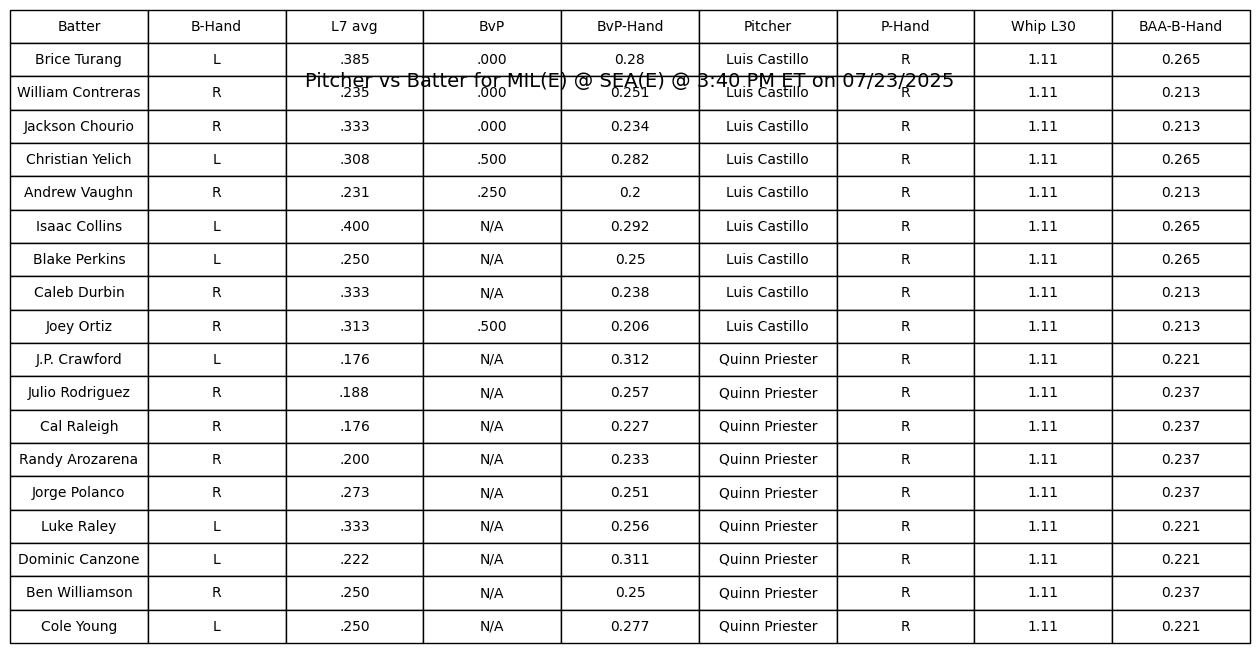 Batter B-Hand L7 avg BvP BvP-Hand Pitcher P-Hand Whip L30 BAA-B-Hand
Brice Turang L .385 .000 0.28 Luis Castillo R 1.11 0.265
Pitcher vs Batter for MIL(E) @ SEA(E) @ 3:40 PM ET on 07/23/2025
William Contreras R .235 .000 0.251 Luis Castillo R 1.11 0.213
Jackson Chourio R .333 .000 0.234 Luis Castillo R 1.11 0.213
Christian Yelich L .308 .500 0.282 Luis Castillo R 1.11 0.265
Andrew Vaughn R .231 .250 0.2 Luis Castillo R 1.11 0.213
Isaac Collins L .400 N/A 0.292 Luis Castillo R 1.11 0.265
Blake Perkins L .250 N/A 0.25 Luis Castillo R 1.11 0.265
Caleb Durbin R .333 N/A 0.238 Luis Castillo R 1.11 0.213
Joey Ortiz R .313 .500 0.206 Luis Castillo R 1.11 0.213
J.P. Crawford L .176 N/A 0.312 Quinn Priester R 1.11 0.221
Julio Rodriguez R .188 N/A 0.257 Quinn Priester R 1.11 0.237
Cal Raleigh R .176 N/A 0.227 Quinn Priester R 1.11 0.237
Randy Arozarena R .200 N/A 0.233 Quinn Priester R 1.11 0.237
Jorge Polanco R .273 N/A 0.251 Quinn Priester R 1.11 0.237
Luke Raley L .333 N/A 0.256 Quinn Priester R 1.11 0.221
Dominic Canzone L .222 N/A 0.311 Quinn Priester R 1.11 0.221
Ben Williamson R .250 N/A 0.25 Quinn Priester R 1.11 0.237
Cole Young L .250 N/A 0.277 Quinn Priester R 1.11 0.221